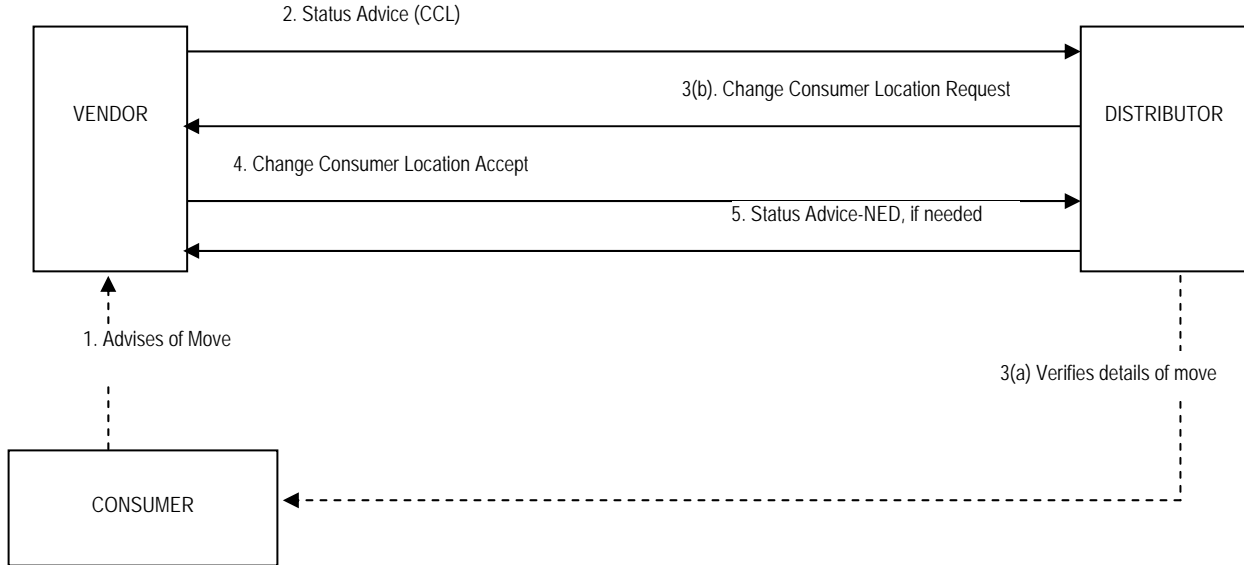 2. Status Advice (CCL)
3(b). Change Consumer Location Request
VENDOR
DISTRIBUTOR
4. Change Consumer Location Accept
5. Status Advice-NED, if needed
1. Advises of Move
3(a) Verifies details of move
CONSUMER